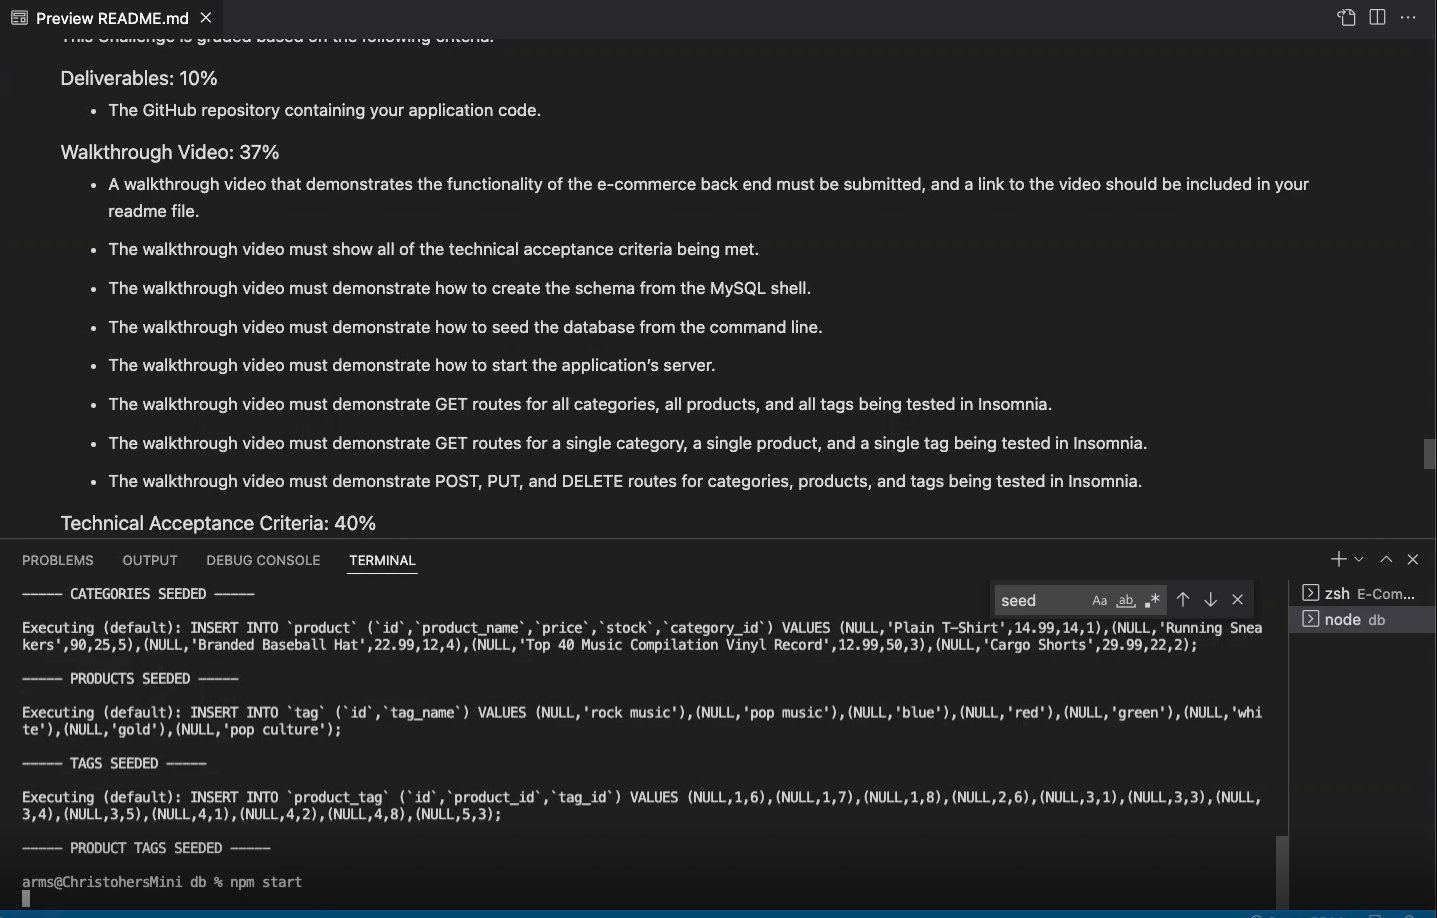 Preview README.md
This Challenge is graded based on the following criteria:
Deliverables: 10%
• The GitHub repository containing your application code.
Walkthrough Video: 37%
• A walkthrough video that demonstrates the functionality of the e-commerce back end must be submitted, and a link to the video should be included in your
readme file.
• The walkthrough video must show all of the technical acceptance criteria being met.
• The walkthrough video must demonstrate how to create the schema from the MySQL shell.
• The walkthrough video must demonstrate how to seed the database from the command line.
• The walkthrough video must demonstrate how to start the application's server.
• The walkthrough video must demonstrate GET routes for all categories, all products, and all tags being tested in Insomnia.
• The walkthrough video must demonstrate GET routes for a single category, a single product, and a single tag being tested in Insomnia.
• The walkthrough video must demonstrate POST, PUT, and DELETE routes for categories, products, and tags being tested in Insomnia.
Technical Acceptance Criteria: 40%
PROBLEMS OUTPUT DEBUG CONSOLE TERMINAL
----- CATEGORIES SEEDED -----
seed Aa ab .*
zsh E-Com...
node db
Executing (default): INSERT INTO `product` (`id`,`product_name`,`price`,`stock`,`category_id`) VALUES (NULL,'Plain T-Shirt',14.99,14,1),(NULL,'Running Snea
kers',90,25,5),(NULL,'Branded Baseball Hat',22.99,12,4),(NULL,'Top 40 Music Compilation Vinyl Record',12.99,50,3),(NULL,'Cargo Shorts',29.99,22,2);
----- PRODUCTS SEEDED -----
Executing (default): INSERT INTO `tag` (`id`,`tag_name`) VALUES (NULL,'rock music'),(NULL,'pop music'),(NULL,'blue'),(NULL,'red'),(NULL,'green'),(NULL,'whi
te'),(NULL,'gold'),(NULL,'pop culture');
----- TAGS SEEDED -----
Executing (default): INSERT INTO `product_tag` (`id`,`product_id`,`tag_id`) VALUES (NULL,1,6),(NULL,1,7),(NULL,1,8),(NULL,2,6),(NULL,3,1),(NULL,3,3),(NULL,
3,4),(NULL,3,5),(NULL,4,1),(NULL,4,2),(NULL,4,8),(NULL,5,3);
----- PRODUCT TAGS SEEDED -----
arms@ChristohersMini db % npm start